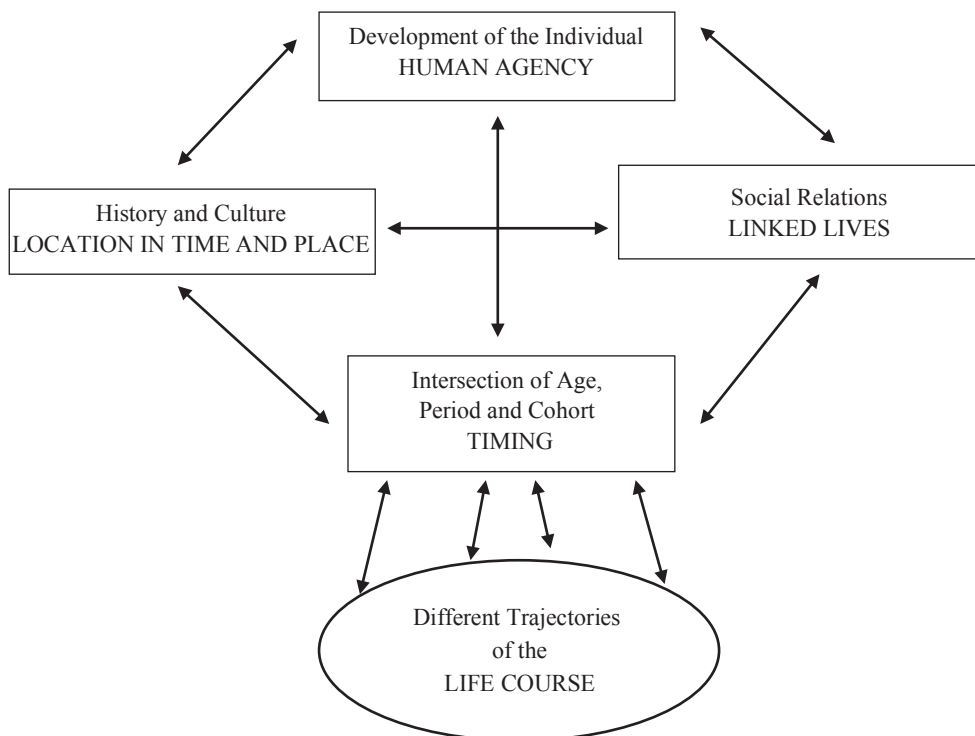 Development of the Individual
HUMAN AGENCY
History and Culture
LOCATION IN TIME AND PLACE
Social Relations
LINKED LIVES
Intersection of Age,
Period and Cohort
TIMING
Different Trajectories
of the
LIFE COURSE